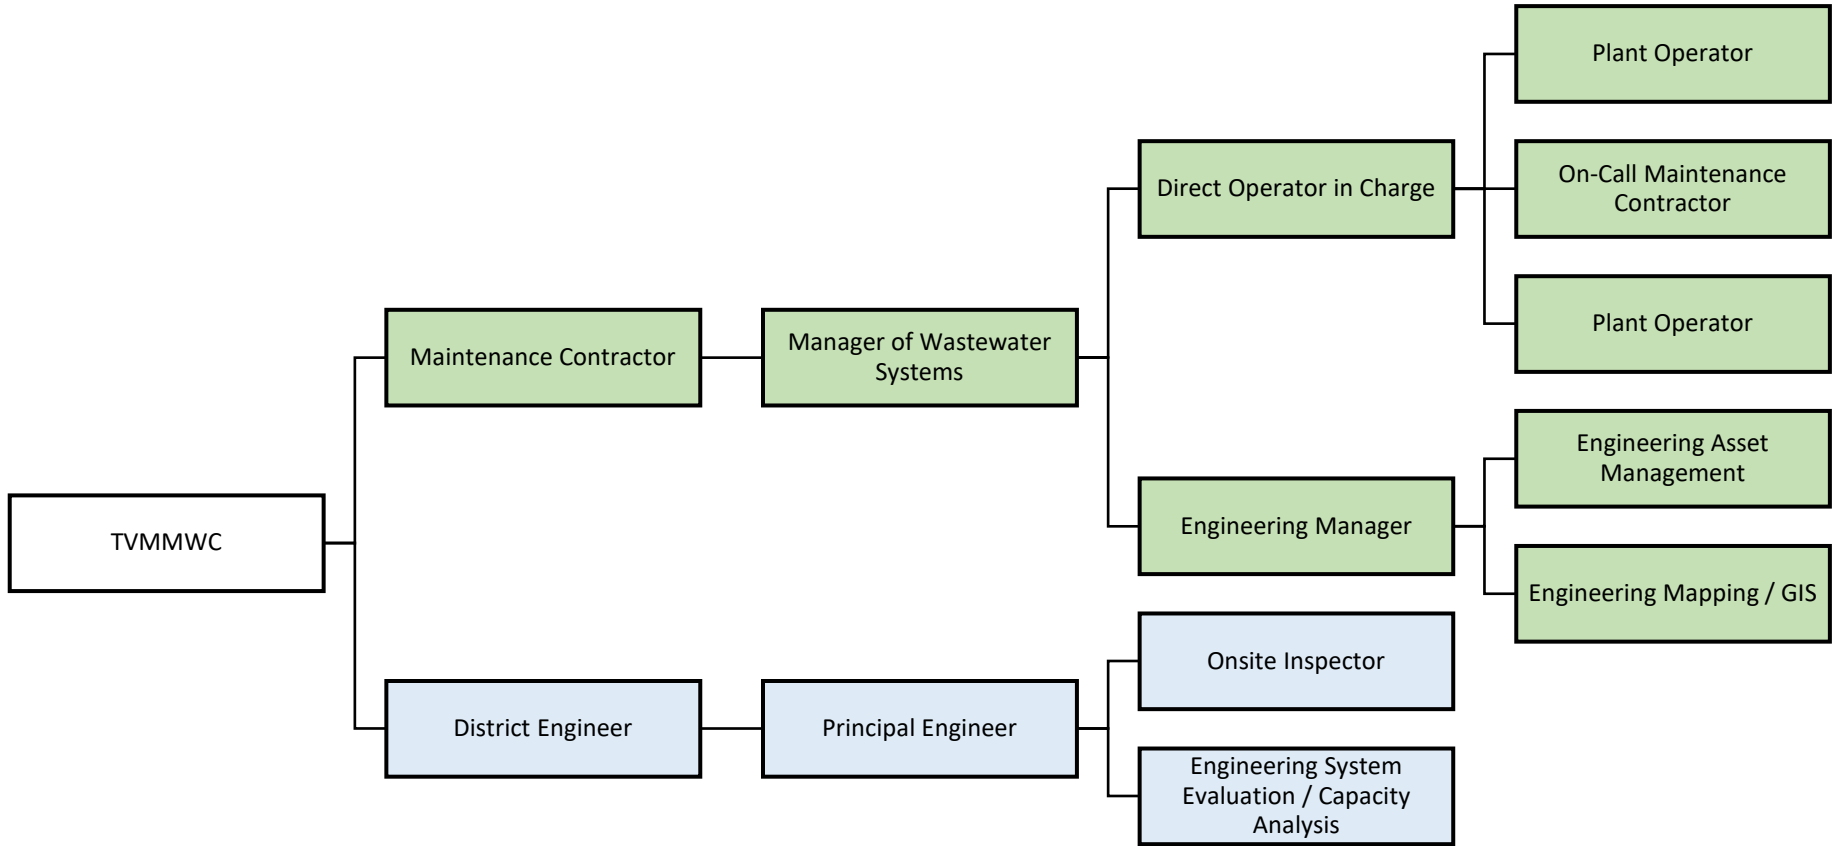 Plant Operator
Direct Operator in Charge
On-Call Maintenance
Contractor
Plant Operator
Maintenance Contractor
Manager of Wastewater
Systems
Engineering Asset
Management
TVMMWC
Engineering Manager
Engineering Mapping / GIS
Onsite Inspector
District Engineer
Principal Engineer
Engineering System
Evaluation / Capacity
Analysis